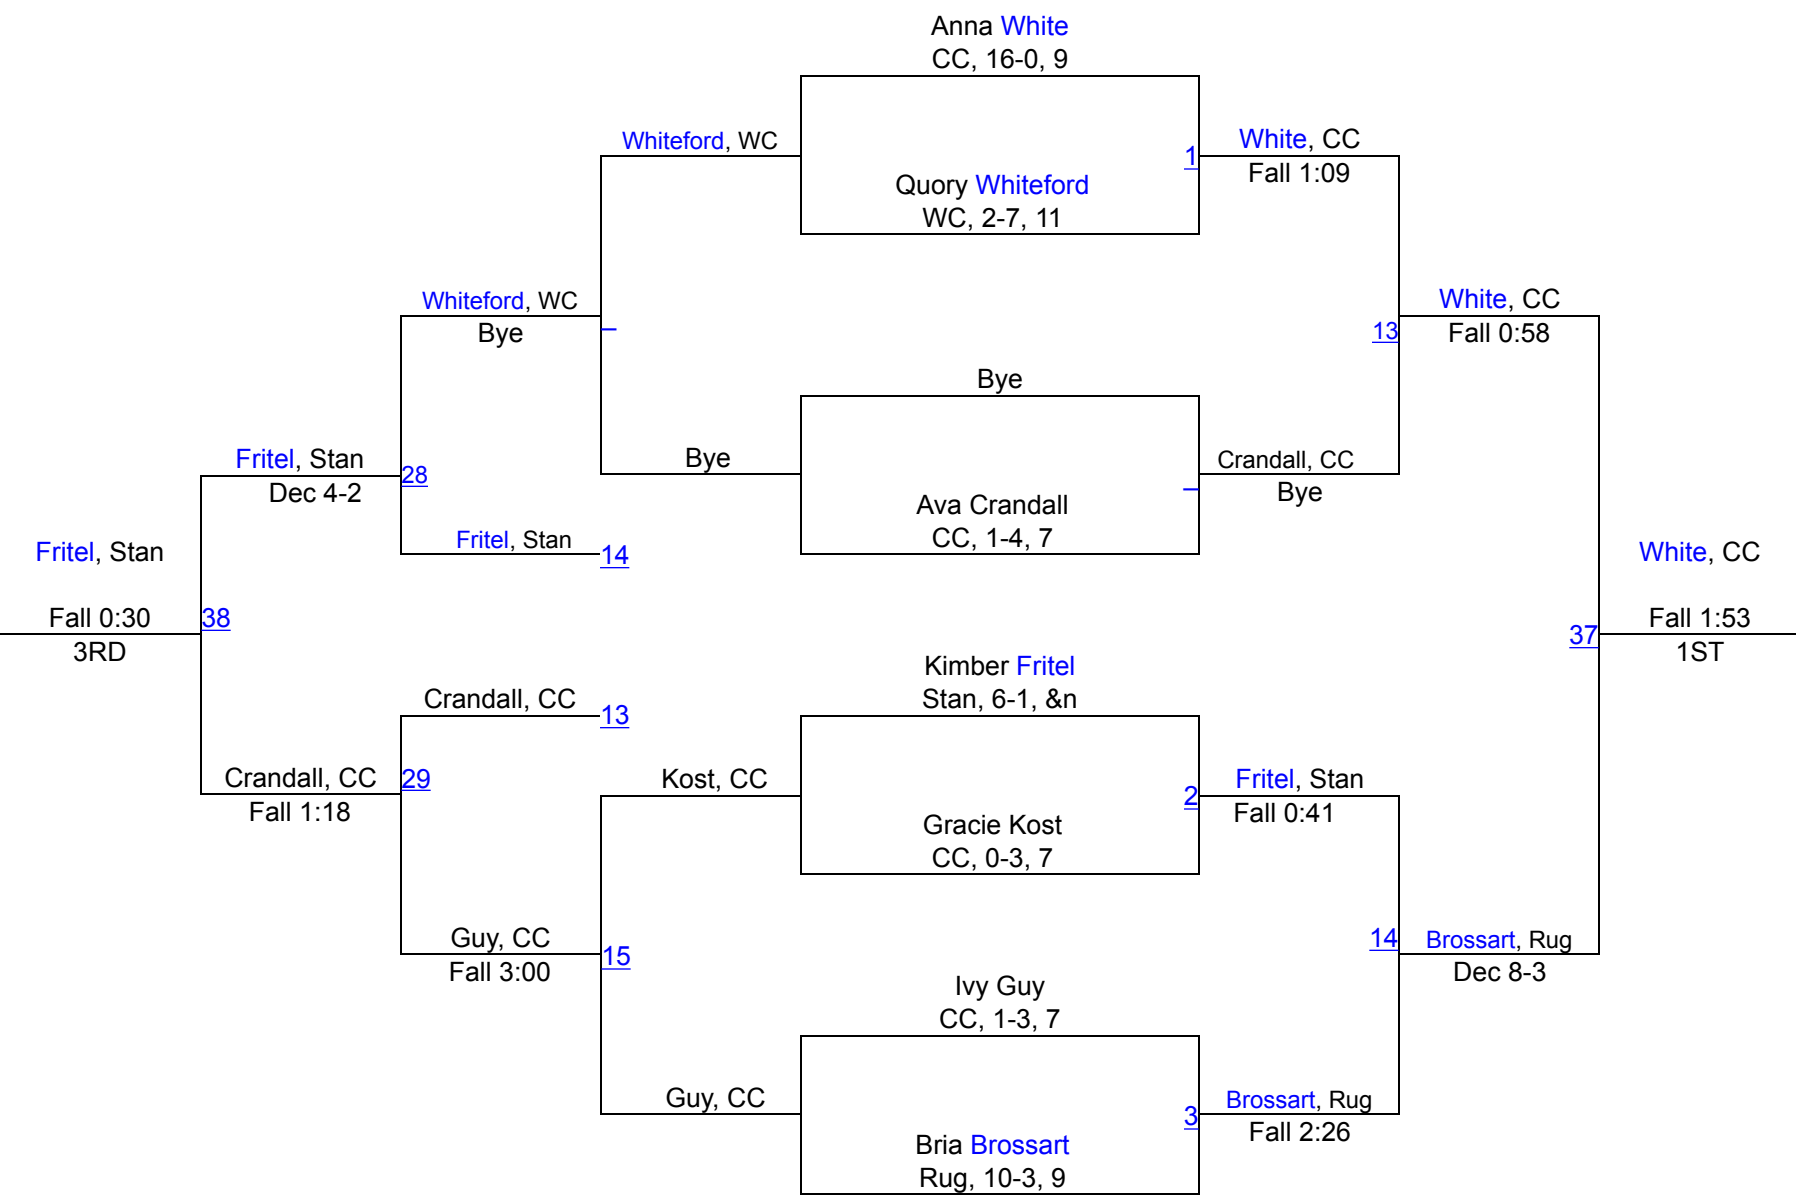 Anna White
CC, 16-0, 9
Whiteford, WC
1
White, CC
Fall 1:09
Quory Whiteford
WC, 2-7, 11
Whiteford, WC
Bye
13
White, CC
Fall 0:58
Bye
Fritel, Stan
Dec 4-2
28
Bye
Crandall, CC
Bye
Ava Crandall
CC, 1-4, 7
Fritel, Stan
14
Fritel, Stan
Fall 0:30
3RD
38
White, CC
37
Fall 1:53
1ST
Kimber Fritel
Stan, 6-1, &n
Crandall, CC
13
Crandall, CC
Fall 1:18
29
Kost, CC
2
Fritel, Stan
Fall 0:41
Gracie Kost
CC, 0-3, 7
Guy, CC
Fall 3:00
15
14
Brossart, Rug
Dec 8-3
Ivy Guy
CC, 1-3, 7
Guy, CC
3
Brossart, Rug
Fall 2:26
Bria Brossart
Rug, 10-3, 9